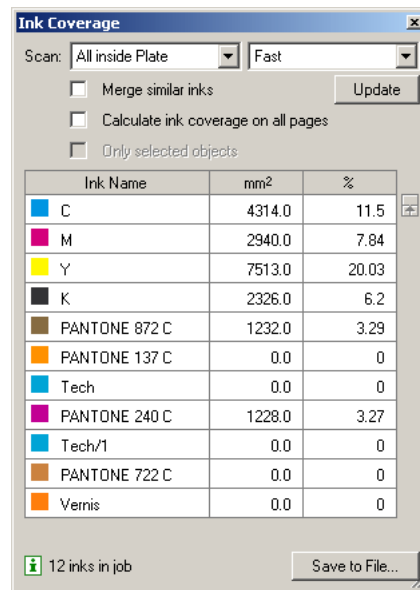 Ink Coverage
Scan: All inside Plate Fast
Merge similar inks Update
Calculate ink coverage on all pages
Only selected objects
Ink Name mm2 %
C 4314.0 11.5
M 2940.0 7.84
Y 7513.0 20.03
K 2326.0 6.2
PANTONE 872 C 1232.0 3.29
PANTONE 137 C 0.0 0
Tech 0.0 0
PANTONE 240 C 1228.0 3.27
Tech/1 0.0 0
PANTONE 722 C 0.0 0
Vernis 0.0 0
12 inks in job Save to File...